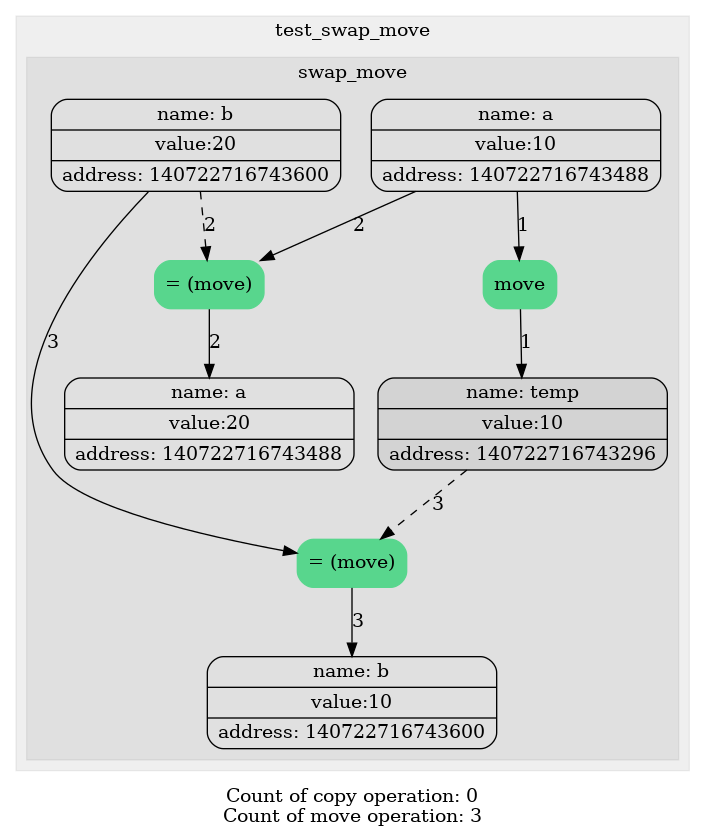 test_swap_move
swap_move
name: b
value:20
address: 140722716743600
name: a
value:10
address: 140722716743488
2
2
1
= (move)
move
3
2
1
name: a
value:20
address: 140722716743488
name: temp
value:10
address: 140722716743296
3
= (move)
3
name: b
value:10
address: 140722716743600
Count of copy operation: 0
Count of move operation: 3